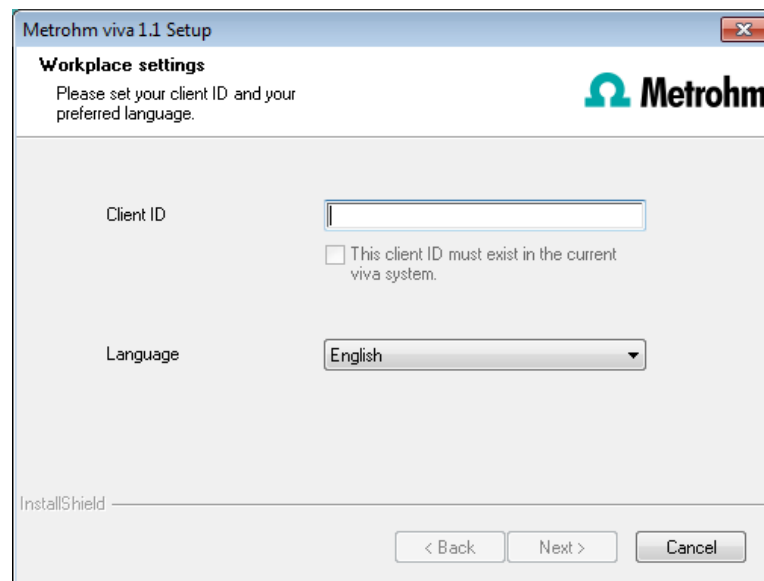 Metrohm viva 1.1 Setup
Workplace settings
Please set your client ID and your
preferred language.
Metrohm
Client ID
This client ID must exist in the current
viva system.
Language
English
InstallShield
< Back
Next >
Cancel